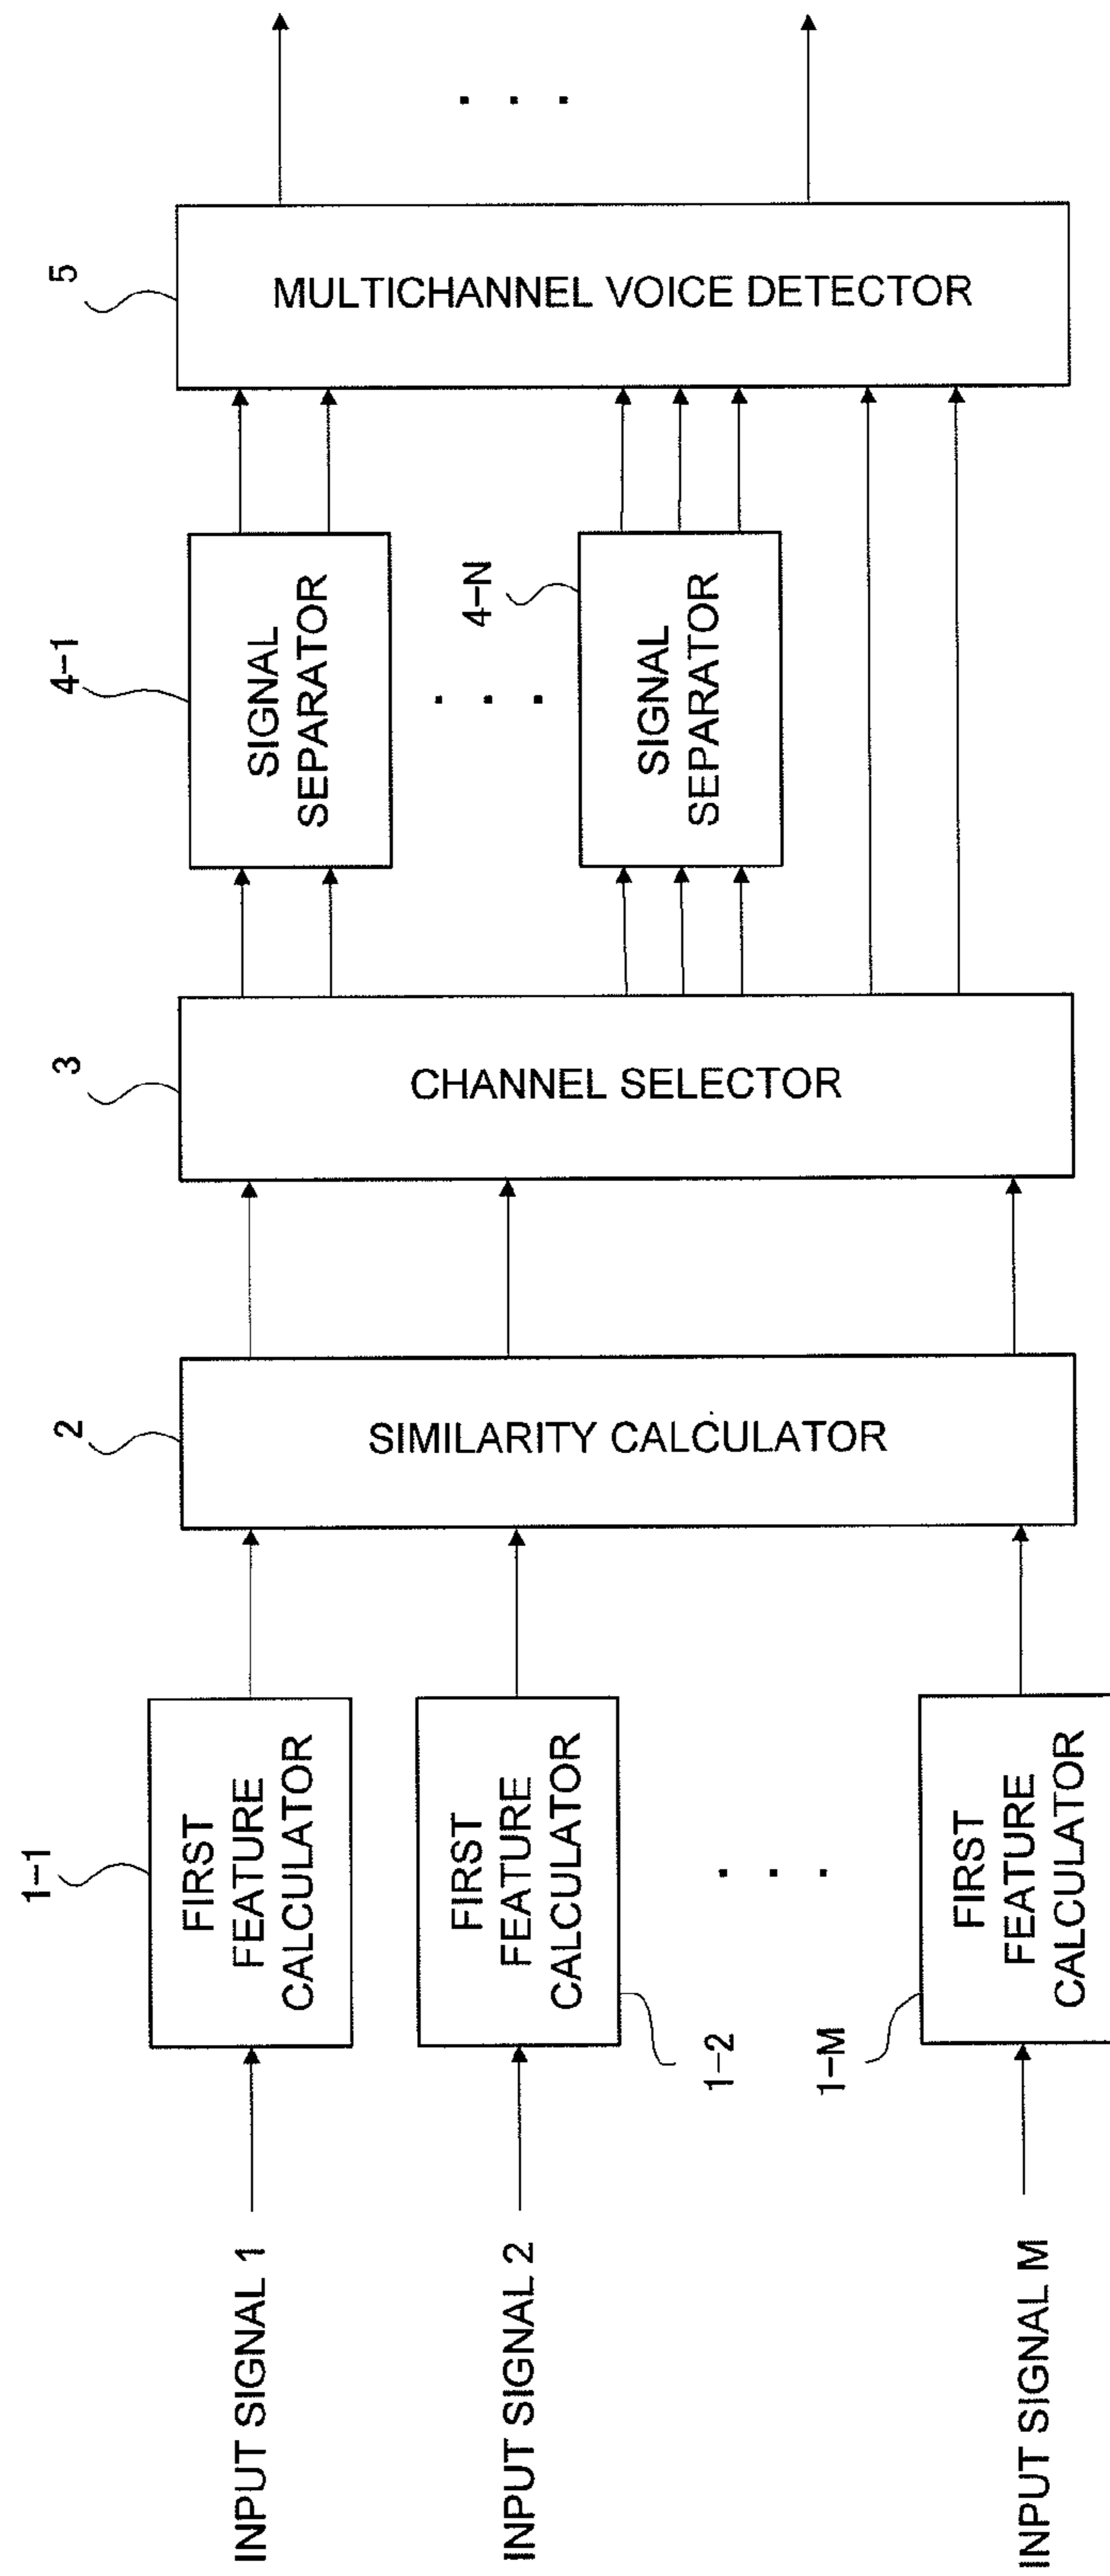 INPUT SIGNAL 1
INPUT SIGNAL 2
INPUT SIGNAL M
1-1
FIRST
FEATURE
CALCULATOR
FIRST
FEATURE
CALCULATOR
1-2
. . .
1-M
FIRST
FEATURE
CALCULATOR
2
SIMILARITY CALCULATOR
3
CHANNEL SELECTOR
4-1
SIGNAL
SEPARATOR
. . .
4-N
SIGNAL
SEPARATOR
5
MULTICHANNEL VOICE DETECTOR
. . .